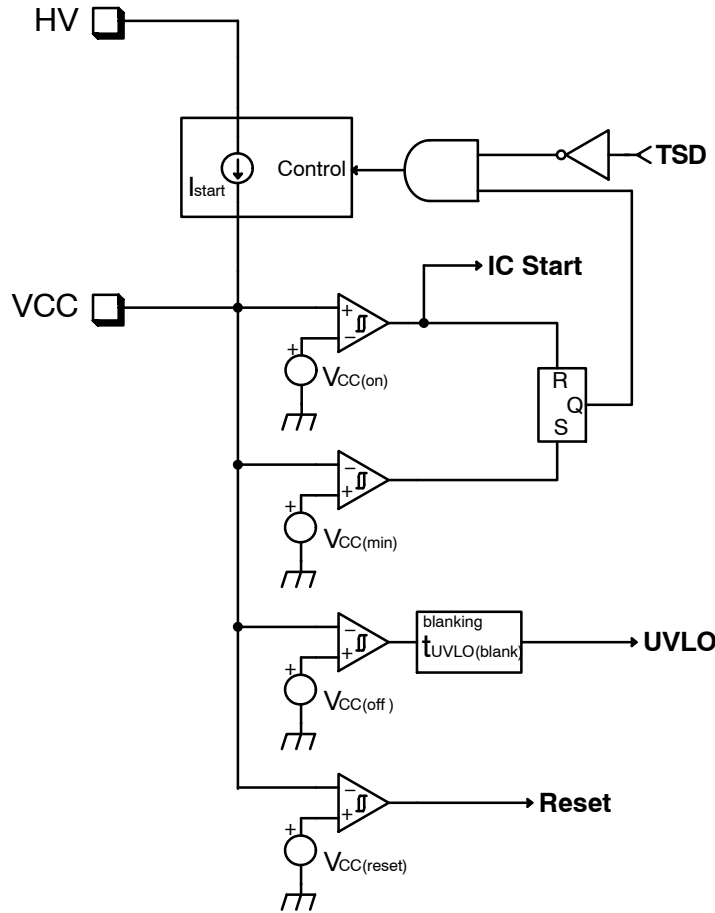 HV
Istart
Control
TSD
IC Start
VCC
+
−
+
VCC(on)
R
Q
S
−
+
+
VCC(min)
−
+
+
VCC(off )
blanking
tUVLO(blank)
UVLO
−
+
+
VCC(reset)
Reset